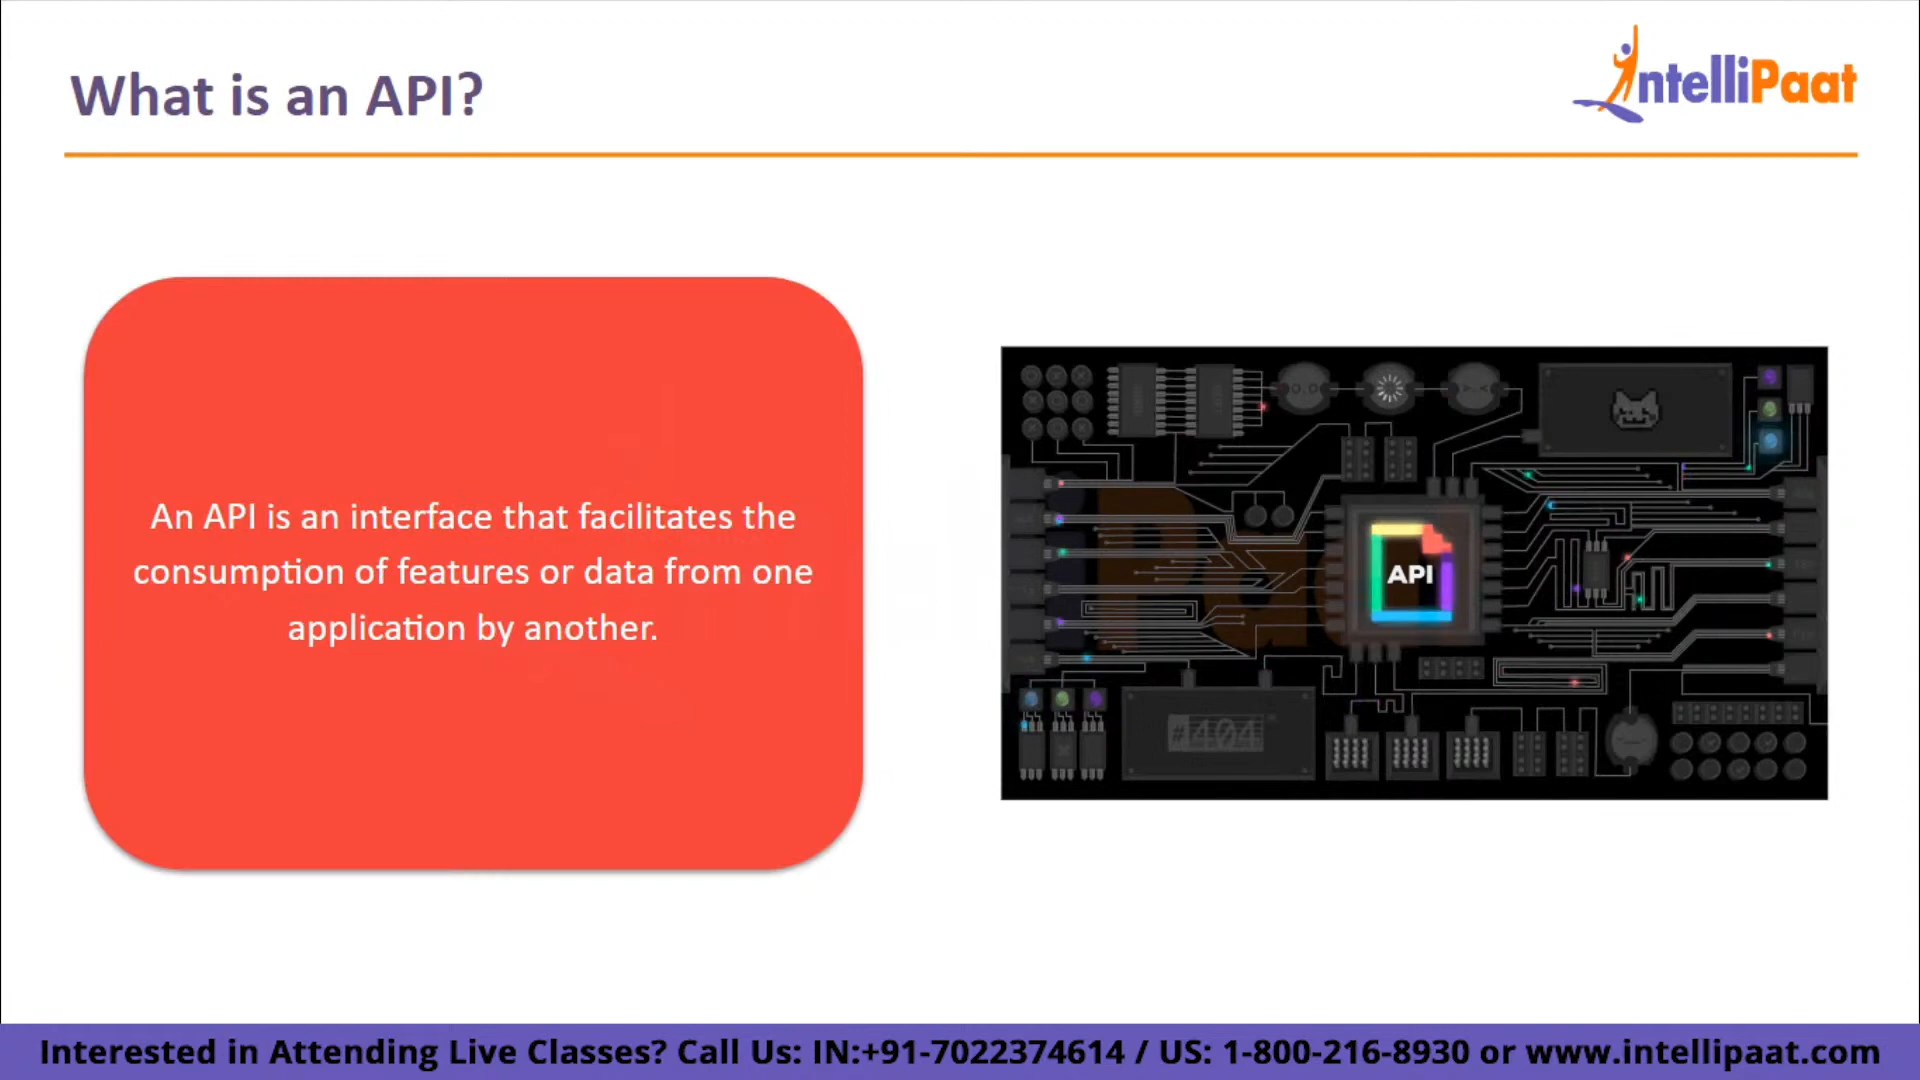 What is an API?
IntelliPaat
An API is an interface that facilitates the
consumption of features or data from one
application by another.
API
#404
Interested in Attending Live Classes? Call Us: IN:+91-7022374614 / US: 1-800-216-8930 or www.intellipaat.com